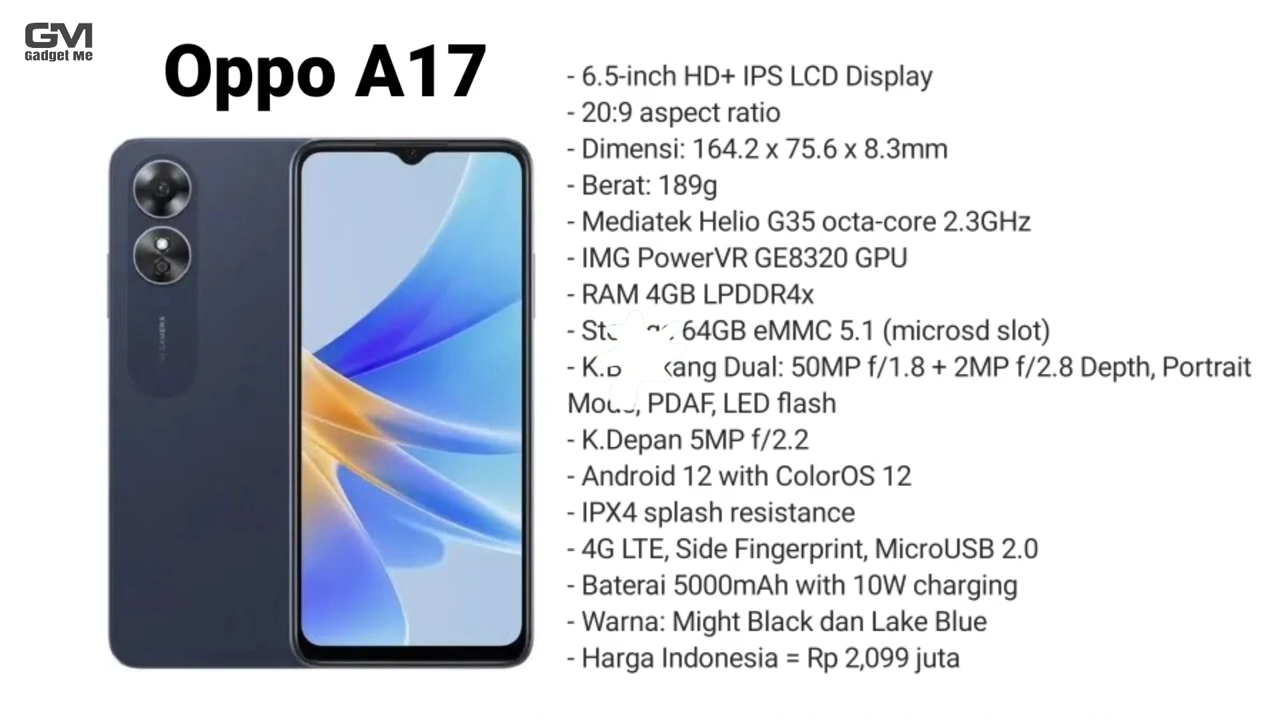 GM
Gadget Me
Oppo A17
- 6.5-inch HD+ IPS LCD Display
- 20:9 aspect ratio
- Dimensi: 164.2 x 75.6 x 8.3mm
- Berat: 189g
- Mediatek Helio G35 octa-core 2.3GHz
- IMG PowerVR GE8320 GPU
- RAM 4GB LPDDR4x
- 64GB eMMC 5.1 (microsd slot)
- Dual: 50MP f/1.8 + 2MP f/2.8 Depth, Portrait
PDAF, LED flash
- K.Depan 5MP f/2.2
- Android 12 with ColorOS 12
- IPX4 splash resistance
- 4G LTE, Side Fingerprint, MicroUSB 2.0
- Baterai 5000mAh with 10W charging
- Warna: Might Black dan Lake Blue
- Harga Indonesia = Rp 2,099 juta